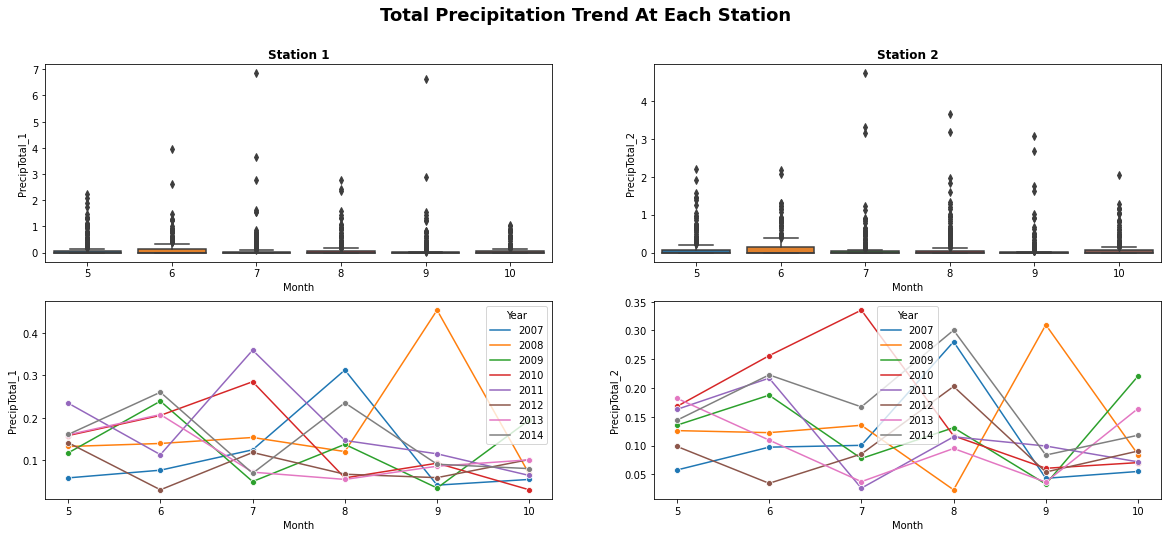 Total Precipitation Trend At Each Station
Station 1
7
6
5
4
3
2
1
0
PrecipTotal_1
5 6 7 8 9 10
Month
Station 2
4
3
2
1
0
PrecipTotal_2
5 6 7 8 9 10
Month
0.4
0.3
0.2
0.1
PrecipTotal_1
Year
2007
2008
2009
2010
2011
2012
2013
2014
5 6 7 8 9 10
Month
0.35
0.30
0.25
0.20
0.15
0.10
0.05
PrecipTotal_2
Year
2007
2008
2009
2010
2011
2012
2013
2014
5 6 7 8 9 10
Month